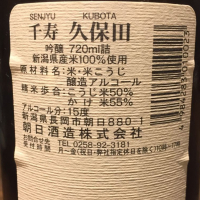 SENJYU KUBOTA
千寿 久保田
吟醸 720ml詰
新潟県産米100%使用
原材料名 米・米こうじ
醸造アルコール
精米歩合 こうじ米50%
かけ米55%
アルコール分 15度
新潟県長岡市朝日880-1
朝日酒造株式会社
TEL 0258-92-3181
受付時間